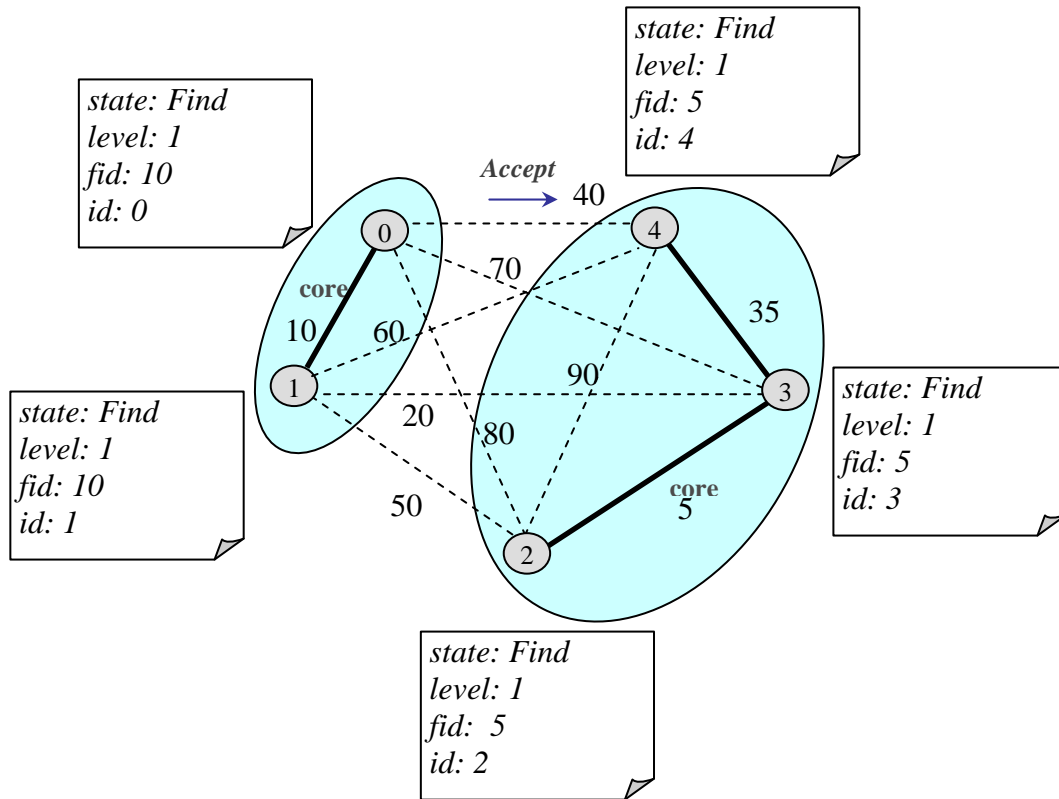 state: Find
level: 1
fid: 5
id: 4
state: Find
level: 1
fid: 10
id: 0
Accept
40
0
4
core
70
10
60
35
1
90
3
20
80
core
5
50
2
state: Find
level: 1
fid: 10
id: 1
state: Find
level: 1
fid: 5
id: 3
state: Find
level: 1
fid:  5
id: 2